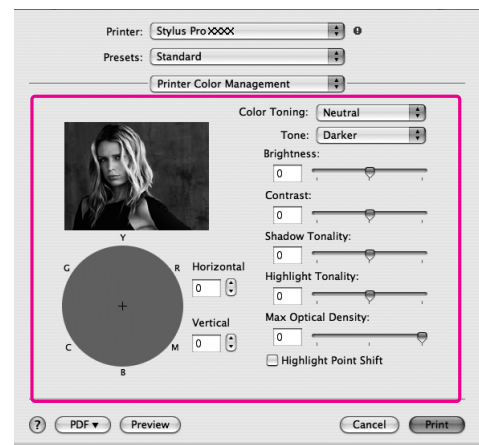 Printer: Stylus Pro XXXX
Presets: Standard
Printer Color Management
Color Toning: Neutral
Tone: Darker
Brightness:
0
Contrast:
0
Shadow Tonality:
0
Highlight Tonality:
0
Max Optical Density:
0
Highlight Point Shift
Y
G R
C M
B
Horizontal
0
Vertical
0
? PDF ▼ Preview Cancel Print